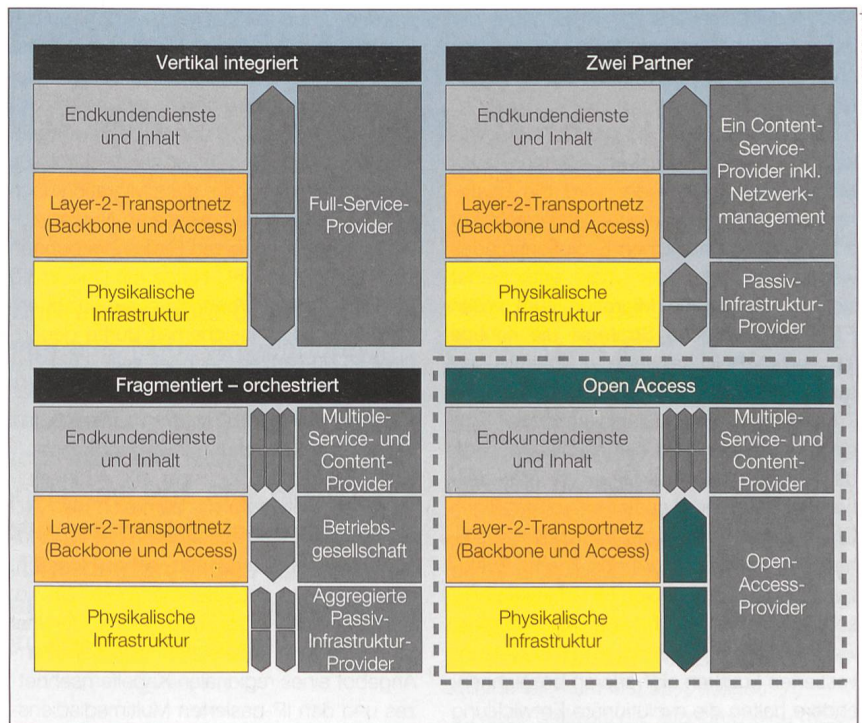 Vertikal integriert
Endkundendienste
und Inhalt
Layer-2-Transportnetz
(Backbone und Access)
Physikalische
Infrastruktur
Full-Service-
Provider
Zwei Partner
Endkundendienste
und Inhalt
Layer-2-Transportnetz
(Backbone und Access)
Physikalische
Infrastruktur
Ein Content-
Service-
Provider inkl.
Netzwerk-
management
Passiv-
Infrastruktur-
Provider
Fragmentiert – orchestriert
Endkundendienste
und Inhalt
Layer-2-Transportnetz
(Backbone und Access)
Physikalische
Infrastruktur
Multiple-
Service- und
Content-
Provider
Betriebs-
gesellschaft
Aggregierte
Passiv-
Infrastruktur-
Provider
Open Access
Endkundendienste
und Inhalt
Layer-2-Transportnetz
(Backbone und Access)
Physikalische
Infrastruktur
Multiple-
Service- und
Content-
Provider
Open-
Access-
Provider